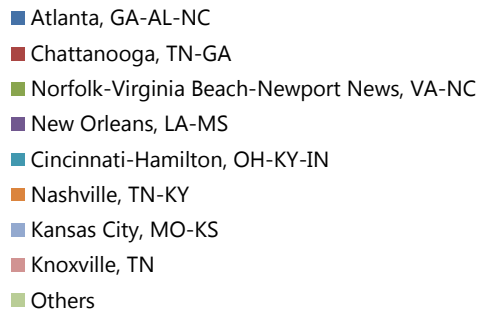 Atlanta, GA-AL-NC
Chattanooga, TN-GA
Norfolk-Virginia Beach-Newport News, VA-NC
New Orleans, LA-MS
Cincinnati-Hamilton, OH-KY-IN
Nashville, TN-KY
Kansas City, MO-KS
Knoxville, TN
Others